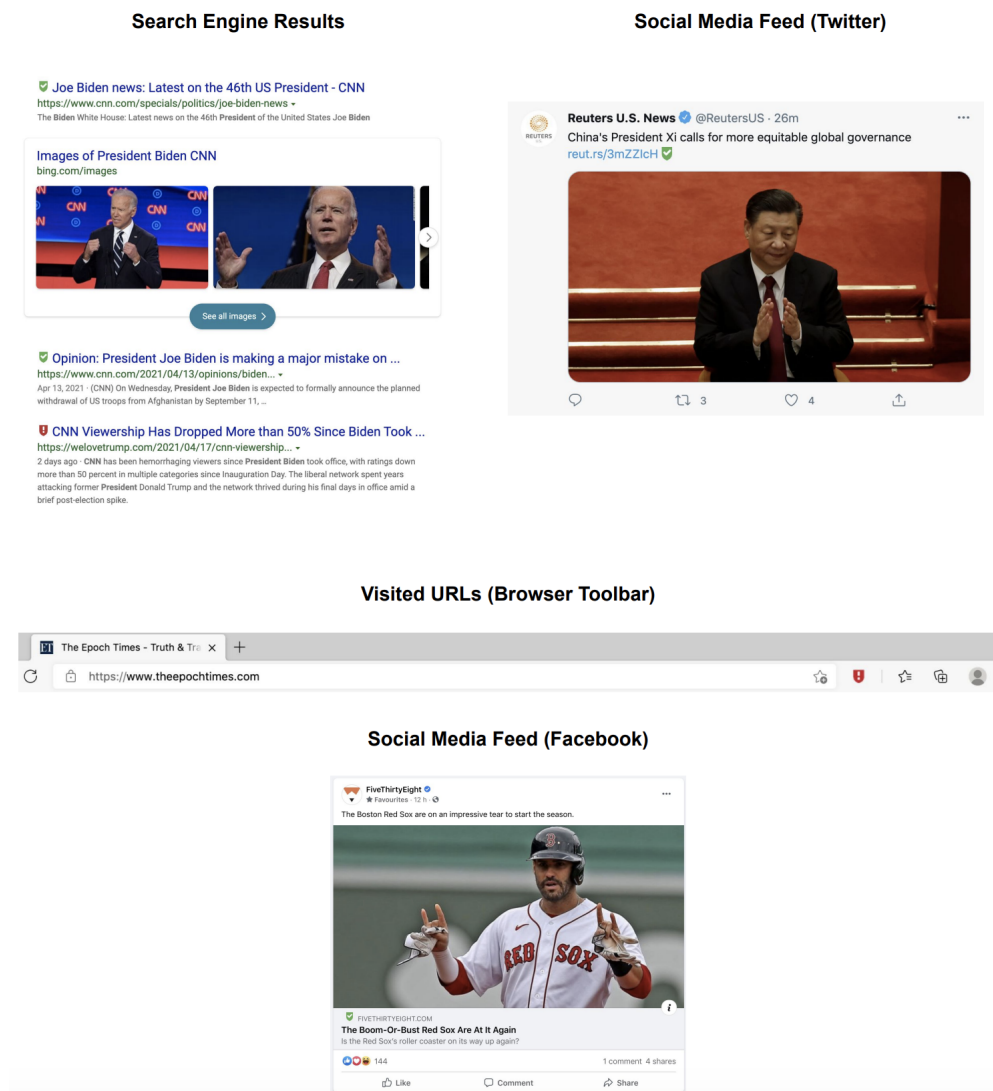 Search Engine Results
Social Media Feed (Twitter)
Joe Biden news: Latest on the 46th US President - CNN
https://www.cnn.com/specials/politics/joe-biden-news
The Biden White House: Latest news on the 46th President of the United States Joe Biden
Images of President Biden CNN
bing.com/images
CNN
CNN
CNN
CNN
See all images
Opinion: President Joe Biden is making a major mistake on ...
https://www.cnn.com/2021/04/13/opinions/biden...
Apr 13, 2021 · (CNN) On Wednesday, President Joe Biden is expected to formally announce the planned
withdrawal of US troops from Afghanistan by September 11, ...
CNN Viewership Has Dropped More than 50% Since Biden Took ...
https://welovetrump.com/2021/04/17/cnn-viewership...
2 days ago · CNN has been hemorrhaging viewers since President Biden took office, with ratings down
more than 50 percent in multiple categories since Inauguration Day. The liberal network spent years
attacking former President Donald Trump and the network thrived during his final days in office amid a
brief post-election spike.
REUTERS
Reuters U.S. News @ReutersUS · 26m
China's President Xi calls for more equitable global governance
reut.rs/3mZZIcH
3
4
Visited URLs (Browser Toolbar)
ET The Epoch Times - Truth & Tra
https://www.theepochtimes.com
Social Media Feed (Facebook)
FiveThirtyEight
Favourites · 12 h ·
The Boston Red Sox are on an impressive tear to start the season.
B
RED SOX
FIVETHIRTYEIGHT.COM
The Boom-Or-Bust Red Sox Are At It Again
Is the Red Sox's roller coaster on its way up again?
144
1 comment 4 shares
Like
Comment
Share